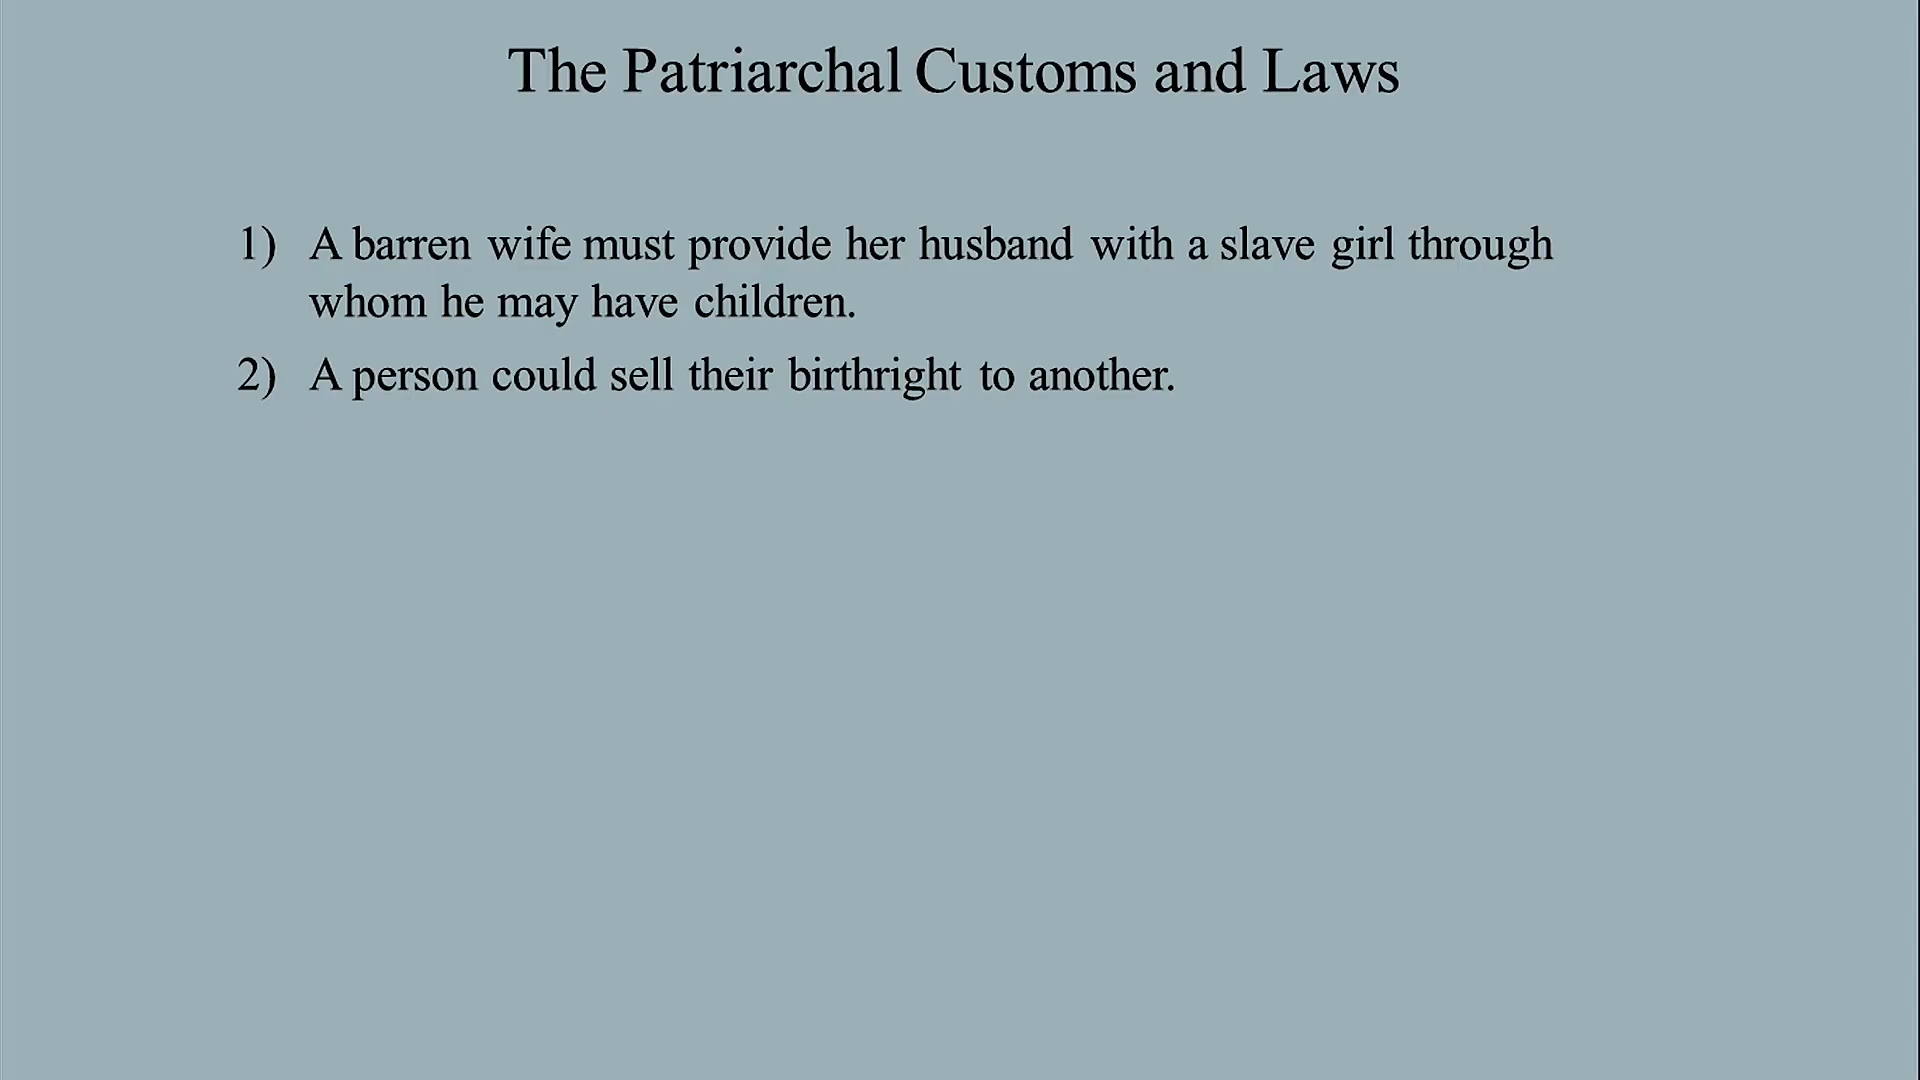 The Patriarchal Customs and Laws
1) A barren wife must provide her husband with a slave girl through
whom he may have children.
2) A person could sell their birthright to another.